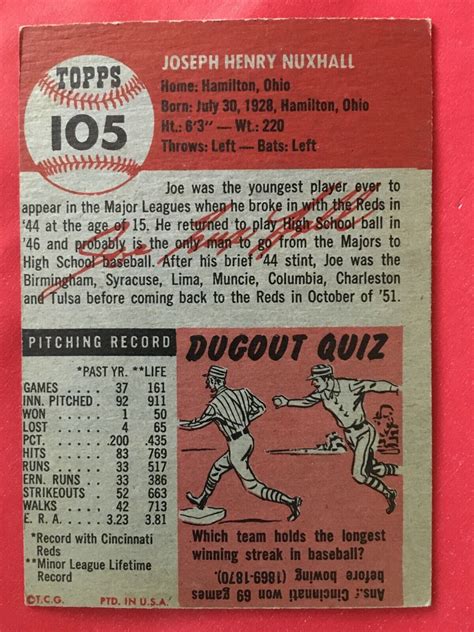 TOPPS
105
JOSEPH HENRY NUXHALL
Home: Hamilton, Ohio
Born: July 30, 1928, Hamilton, Ohio
Ht.: 6'3" — Wt.: 220
Throws: Left — Bats: Left
Joe was the youngest player ever to
appear in the Major Leagues when he broke in with the Reds in
'44 at the age of 15. He returned to play High School ball in
'46 and probably is the only man to go from the Majors to
High School baseball. After his brief '44 stint, Joe was the
Birmingham, Syracuse, Lima, Muncie, Columbia, Charleston
and Tulsa before coming back to the Reds in October of '51.
Joe Nuxhall
PITCHING RECORD
*PAST YR. **LIFE
GAMES 37 161
INN. PITCHED 92 911
WON 1 50
LOST 4 65
PCT. .200 .435
HITS 83 769
RUNS 33 517
ERN. RUNS 33 386
STRIKEOUTS 52 663
WALKS 42 713
E. R. A. 3.23 3.81
*Record with Cincinnati
Reds
**Minor League Lifetime
Record
©T.C.G. PTD. IN U.S.A.
DUGOUT QUIZ
Which team holds the longest
winning streak in baseball?
Ans.: Cincinnati won 69 games
before bowing (1869-1870).